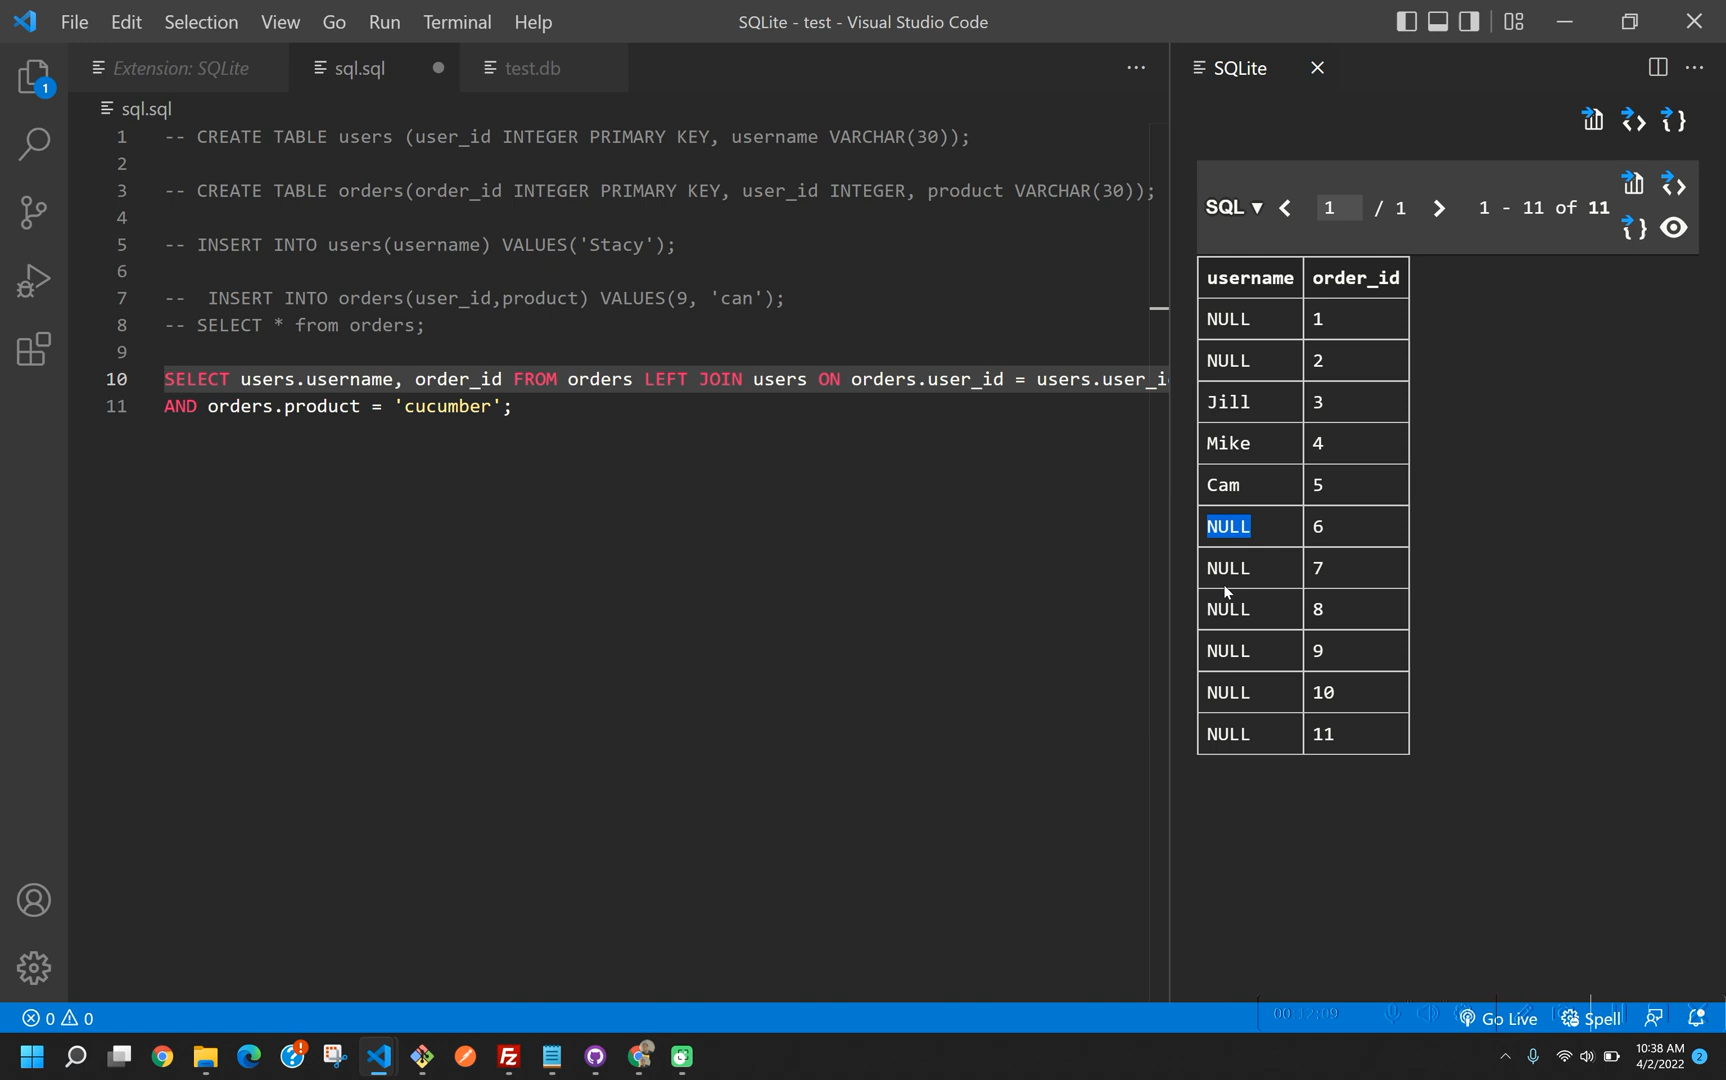 File Edit Selection View Go Run Terminal Help
SQLite - test - Visual Studio Code
Extension: SQLite
sql.sql
test.db
SQLite
1
sql.sql
1 -- CREATE TABLE users (user_id INTEGER PRIMARY KEY, username VARCHAR(30));
2
3 -- CREATE TABLE orders(order_id INTEGER PRIMARY KEY, user_id INTEGER, product VARCHAR(30));
4
5 -- INSERT INTO users(username) VALUES('Stacy');
6
7 --  INSERT INTO orders(user_id,product) VALUES(9, 'can');
8 -- SELECT * from orders;
9
10 SELECT users.username, order_id FROM orders LEFT JOIN users ON orders.user_id = users.user_i
11 AND orders.product = 'cucumber';
SQL ▼ < 1 / 1 > 1 - 11 of 11
username order_id
NULL 1
NULL 2
Jill 3
Mike 4
Cam 5
NULL 6
NULL 7
NULL 8
NULL 9
NULL 10
NULL 11
0 0
00:12:09
Go Live
Spell
10:38 AM
4/2/2022
2